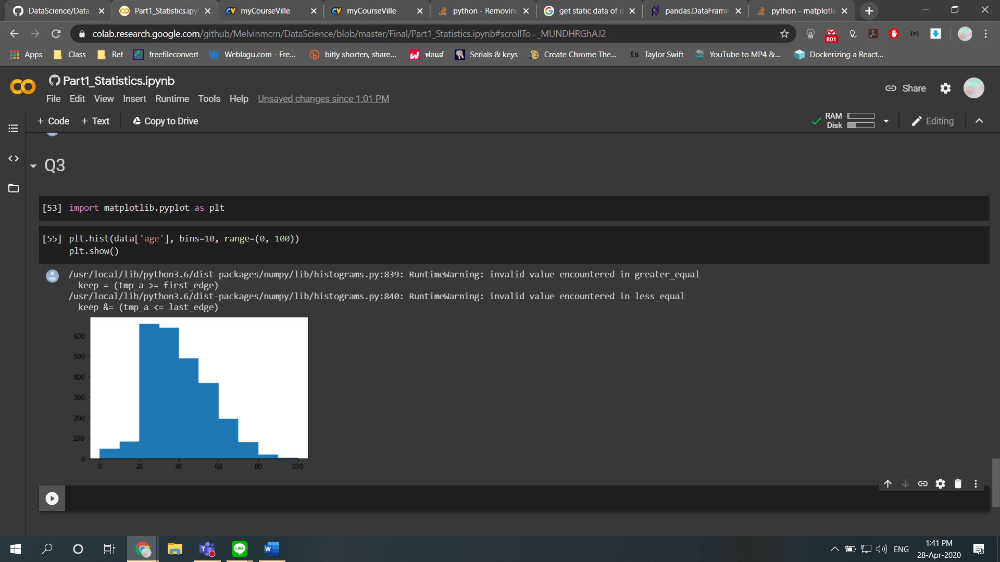 DataScience/Data_
Part1_Statistics.ipyn
myCourseVille
myCourseVille
python - Removing
get static data of d
pandas.DataFrame
python - matplotli
colab.research.google.com/github/Melvinmcrn/DataScience/blob/master/Final/Part1_Statistics.ipynb#scrollTo=_MUNDHRGhAJ2
801
Apps
Class
Ref
freefileconvert
Weblagu.com - Fre...
bitly shorten, share...
ฟอนต์
Serials & keys
Create Chrome The...
ts
Taylor Swift
YouTube to MP4 &...
Dockerizing a React...
Part1_Statistics.ipynb
File Edit View Insert Runtime Tools Help Unsaved changes since 1:01 PM
Share
+ Code + Text Copy to Drive
RAM
Disk
Editing
Q3
[53] import matplotlib.pyplot as plt
[55] plt.hist(data['age'], bins=10, range=(0, 100))
plt.show()
/usr/local/lib/python3.6/dist-packages/numpy/lib/histograms.py:839: RuntimeWarning: invalid value encountered in greater_equal
keep = (tmp_a >= first_edge)
/usr/local/lib/python3.6/dist-packages/numpy/lib/histograms.py:840: RuntimeWarning: invalid value encountered in less_equal
keep &= (tmp_a <= last_edge)
600
500
400
300
200
100
0
0 20 40 60 80 100
LINE
ENG
1:41 PM
28-Apr-2020